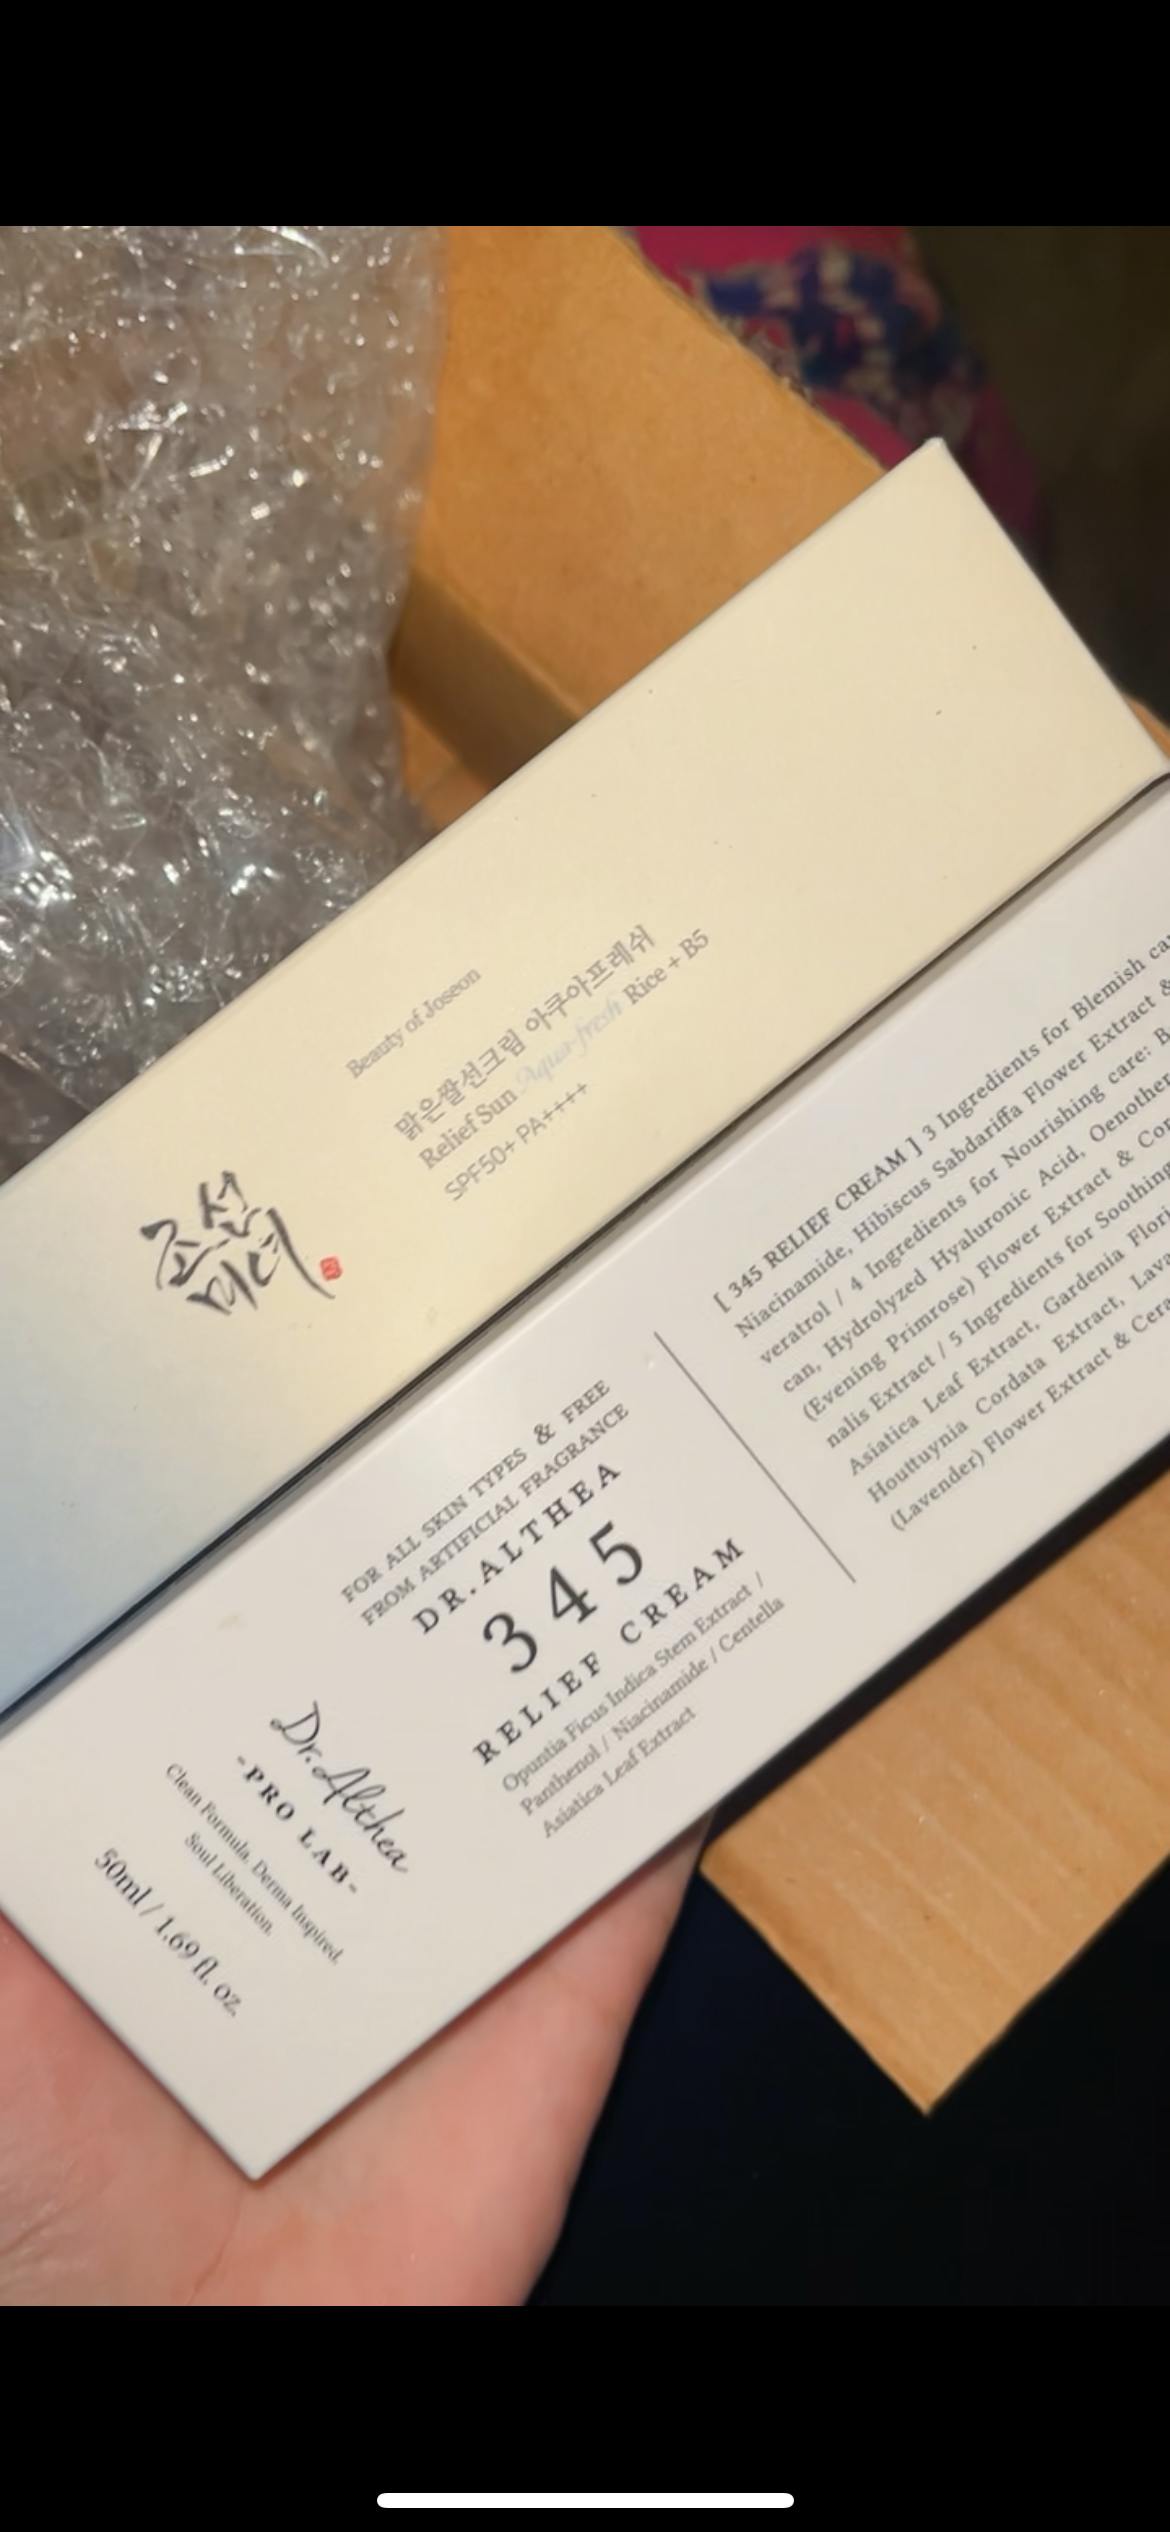 Beauty of Joseon
맑은쌀선크림 아쿠아프레쉬
Relief Sun Aqua-fresh Rice + B5
SPF50+ PA++++
조선
미녀
FOR ALL SKIN TYPES & FREE
FROM ARTIFICIAL FRAGRANCE
DR.ALTHEA
345
RELIEF CREAM
Opuntia Ficus Indica Stem Extract /
Panthenol / Niacinamide / Centella
Asiatica Leaf Extract
[ 345 RELIEF CREAM ] 3 Ingredients for Blemish
Niacinamide, Hibiscus Sabdariffa Flower Extract &
veratrol / 4 Ingredients for Nourishing care:
can, Hydrolyzed Hyaluronic Acid, Oenother
(Evening Primrose) Flower Extract & Cor
nalis Extract / 5 Ingredients for Soothing
Asiatica Leaf Extract, Gardenia Flori
Houttuynia Cordata Extract, Lava
(Lavender) Flower Extract & Cera
Dr.Althea
-PRO LAB-
Clean Formula. Derma Inspired.
Soul Liberation.
50ml / 1.69 fl. oz.